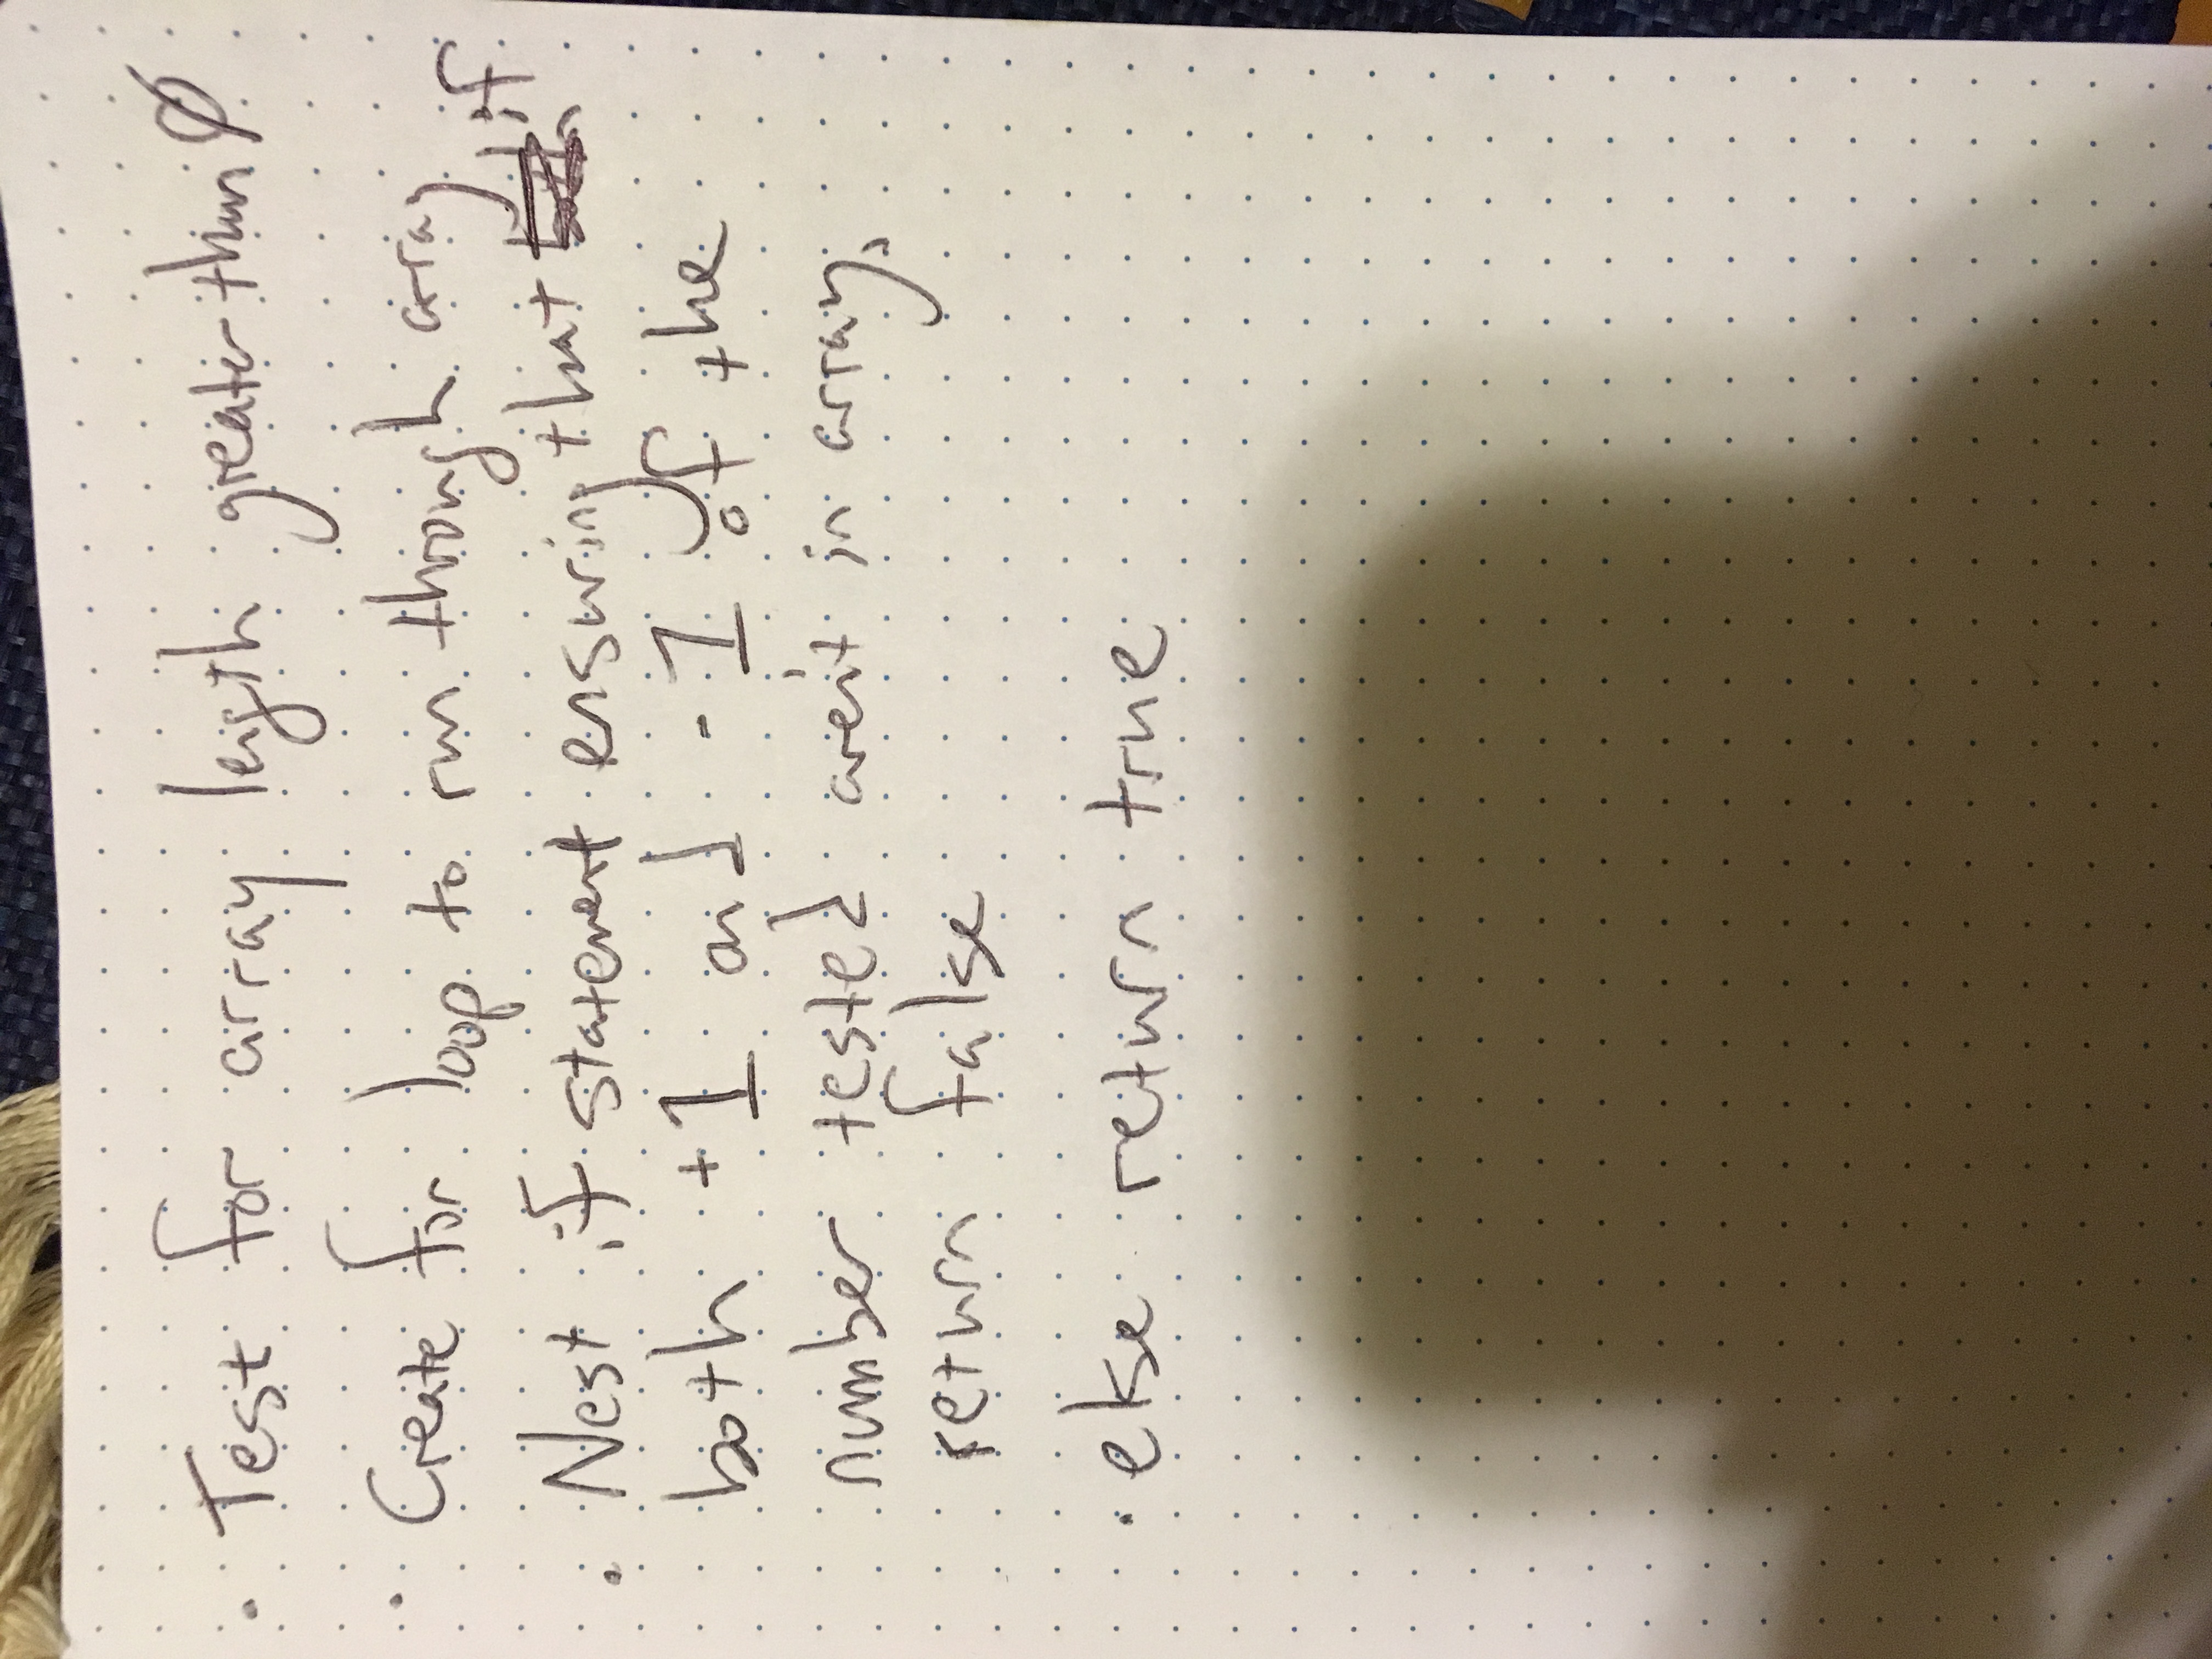 • Test for array length greater than Ø
• Create for loop to run through array
• Nest if statement ensuring that if
both +1 and -1 of the
number tested aren't in array,
return false
• else return true